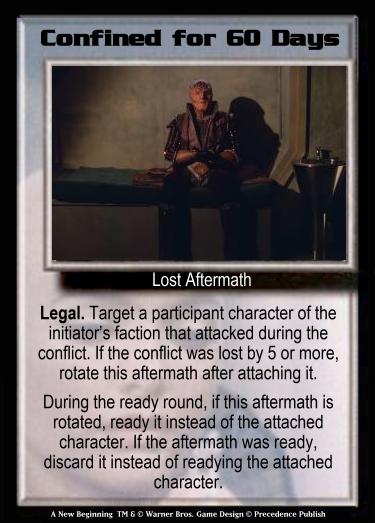 Confined for 60 Days
Lost Aftermath
Legal. Target a participant character of the
initiator's faction that attacked during the
conflict. If the conflict was lost by 5 or more,
rotate this aftermath after attaching it.
During the ready round, if this aftermath is
rotated, ready it instead of the attached
character. If the aftermath was ready,
discard it instead of readying the attached
character.
A New Beginning TM & © Warner Bros. Game Design © Precedence Publish